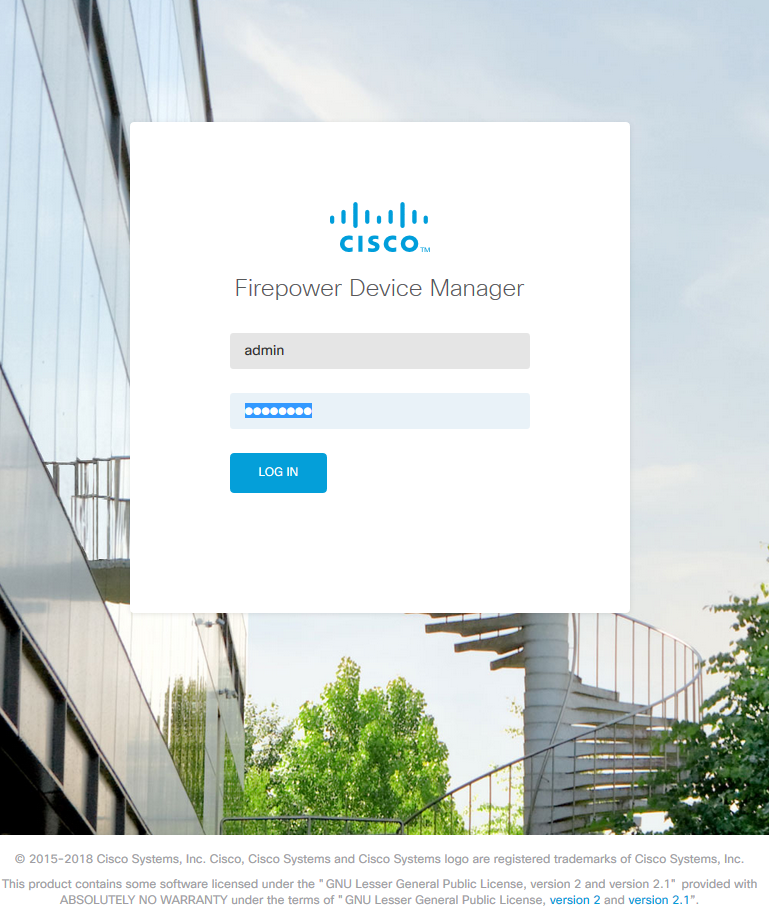 CISCO™
Firepower Device Manager
admin
●●●●●●●●
LOG IN
© 2015-2018 Cisco Systems, Inc. Cisco, Cisco Systems and Cisco Systems logo are registered trademarks of Cisco Systems, Inc.
This product contains some software licensed under the "GNU Lesser General Public License, version 2 and version 2.1" provided with
ABSOLUTELY NO WARRANTY under the terms of "GNU Lesser General Public License, version 2 and version 2.1".